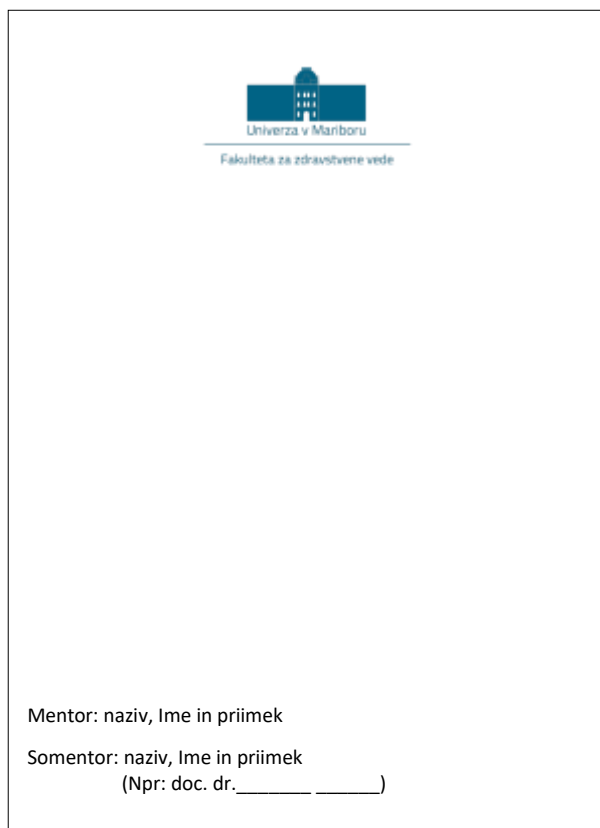 Univerza v Mariboru
Fakulteta za zdravstvene vede
Mentor: naziv, Ime in priimek
Somentor: naziv, Ime in priimek
(Npr: doc. dr._______ ______)